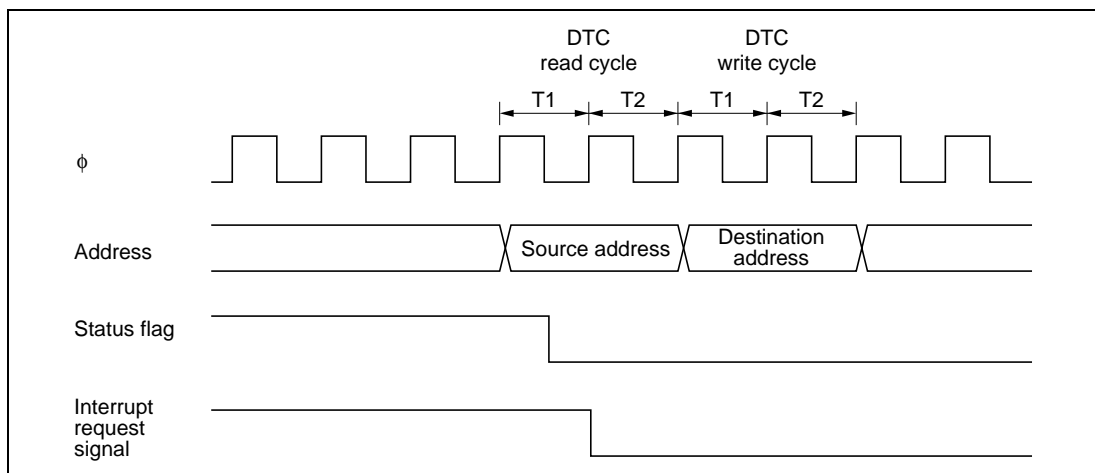 DTC
read cycle
DTC
write cycle
T1
T2
T1
T2
ϕ
Address
Source address
Destination
address
Status flag
Interrupt
request
signal